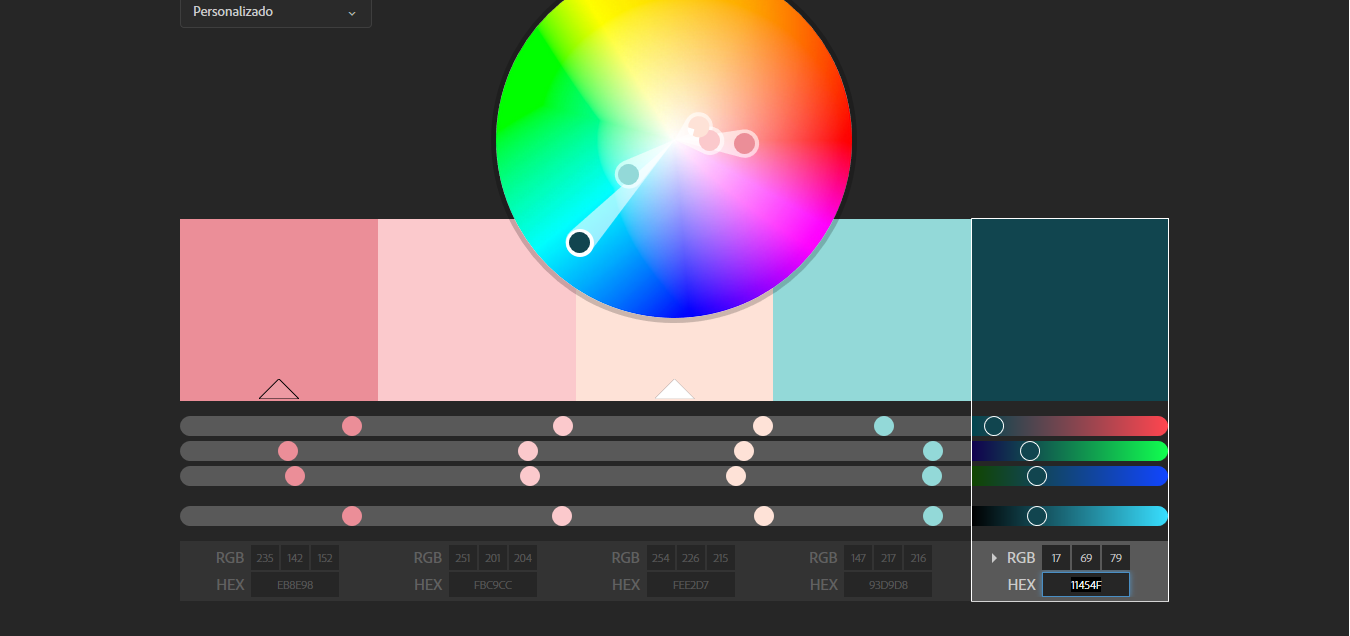 Personalizado
RGB 235 142 152
HEX EB8E98
RGB 251 201 204
HEX FBC9CC
RGB 254 226 215
HEX FEE2D7
RGB 147 217 216
HEX 93D9D8
RGB 17 69 79
HEX 11454F